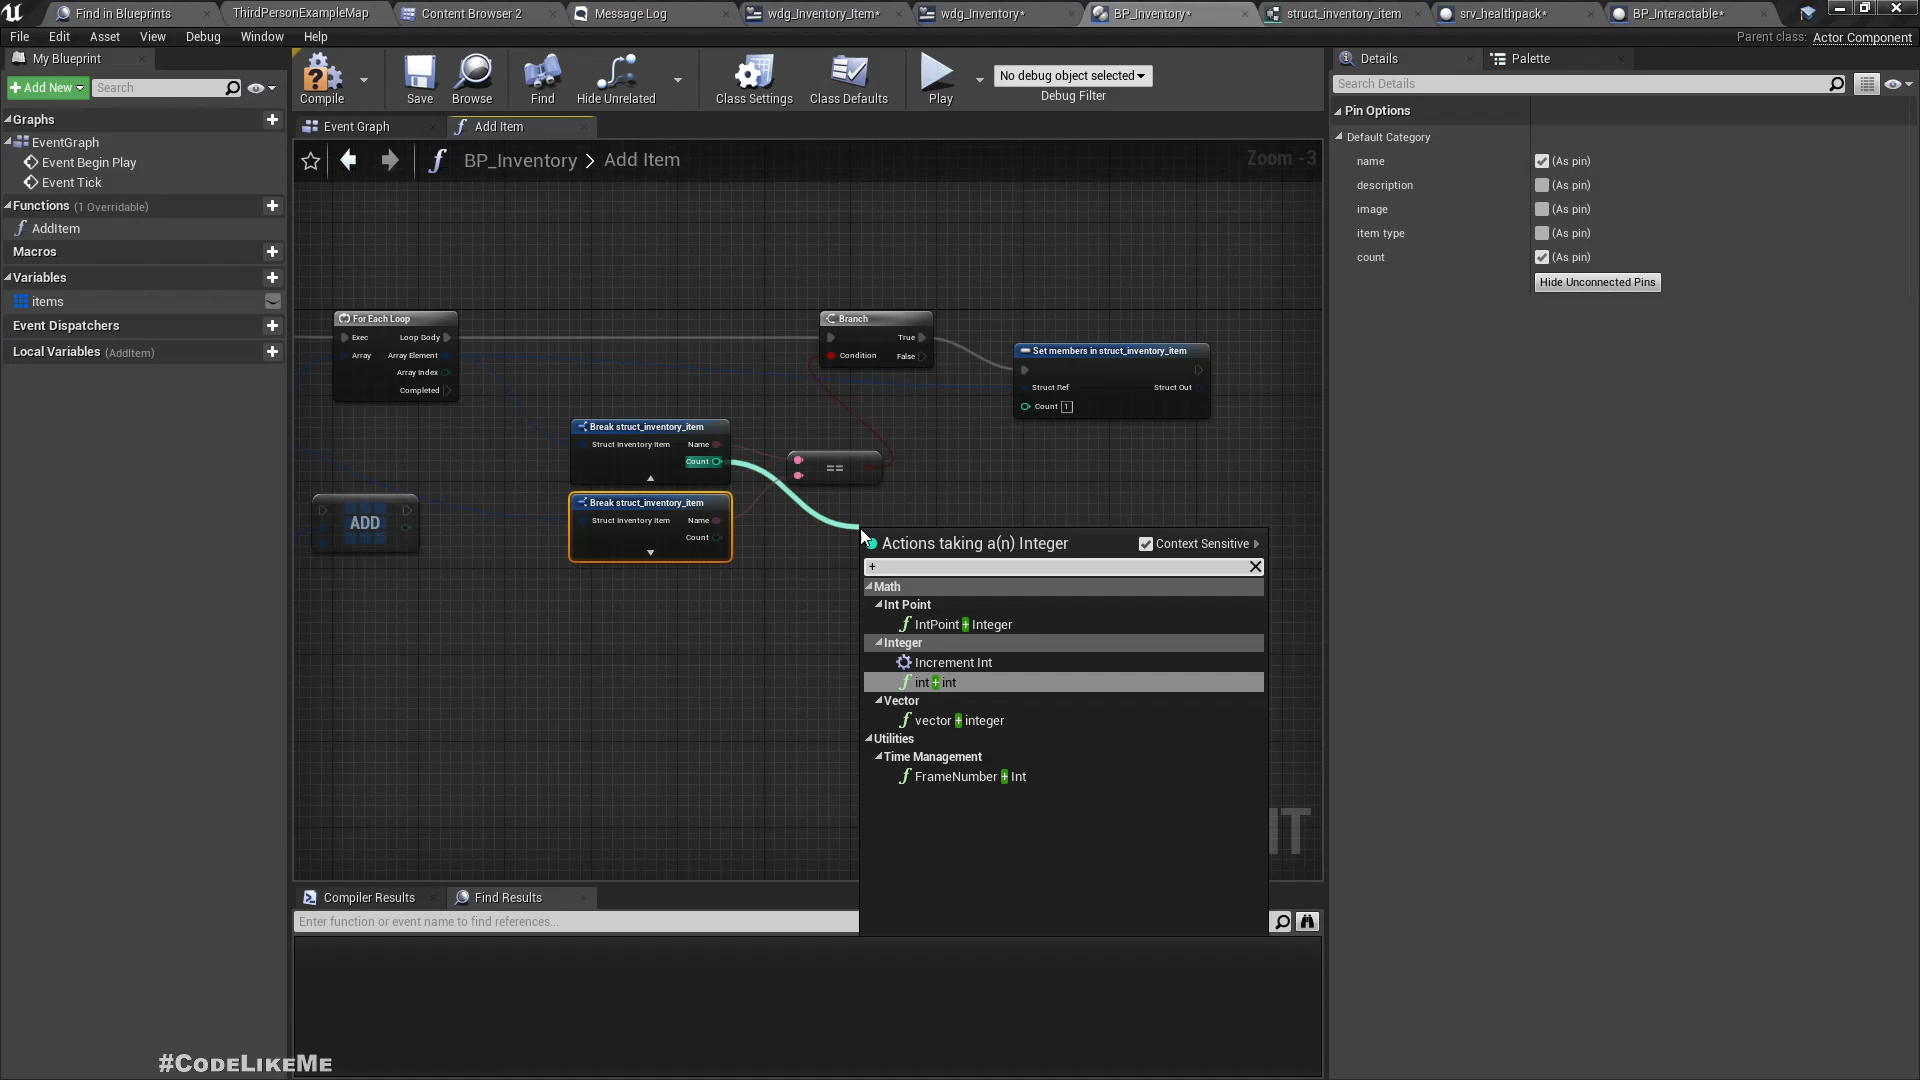 Find in Blueprints
ThirdPersonExampleMap
Content Browser 2
Message Log
wdg_Inventory_Item*
wdg_Inventory*
BP_Inventory*
struct_inventory_item
srv_healthpack*
BP_Interactable*
File Edit Asset View Debug Window Help
Parent class: Actor Component
My Blueprint
+ Add New
Search
Graphs
EventGraph
Event Begin Play
Event Tick
Functions (1 Overridable)
AddItem
Macros
Variables
items
Event Dispatchers
Local Variables (AddItem)
Compile
Save
Browse
Find
Hide Unrelated
Class Settings
Class Defaults
Play
No debug object selected
Debug Filter
Event Graph
Add Item
BP_Inventory > Add Item
Zoom -3
For Each Loop
Exec Loop Body
Array Array Element
Array Index
Completed
Branch
True
Condition False
Set members in struct_inventory_item
Struct Ref Struct Out
Count 1
Break struct_inventory_item
Struct Inventory Item Name
Count
==
Break struct_inventory_item
Struct Inventory Item Name
Count
ADD
Actions taking a(n) Integer
Context Sensitive
+
Math
Int Point
IntPoint + Integer
Integer
Increment Int
int + int
Vector
vector + integer
Utilities
Time Management
FrameNumber + Int
Compiler Results
Find Results
Enter function or event name to find references...
Details
Palette
Search Details
Pin Options
Default Category
name (As pin)
description (As pin)
image (As pin)
item type (As pin)
count (As pin)
Hide Unconnected Pins
#CodeLikeMe